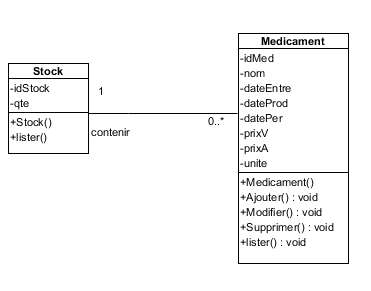 Stock
-idStock
-qte
+Stock()
+lister()
1
contenir
0..*
Medicament
-idMed
-nom
-dateEntre
-dateProd
-datePer
-prixV
-prixA
-unite
+Medicament()
+Ajouter() : void
+Modifier() : void
+Supprimer() : void
+lister() : void